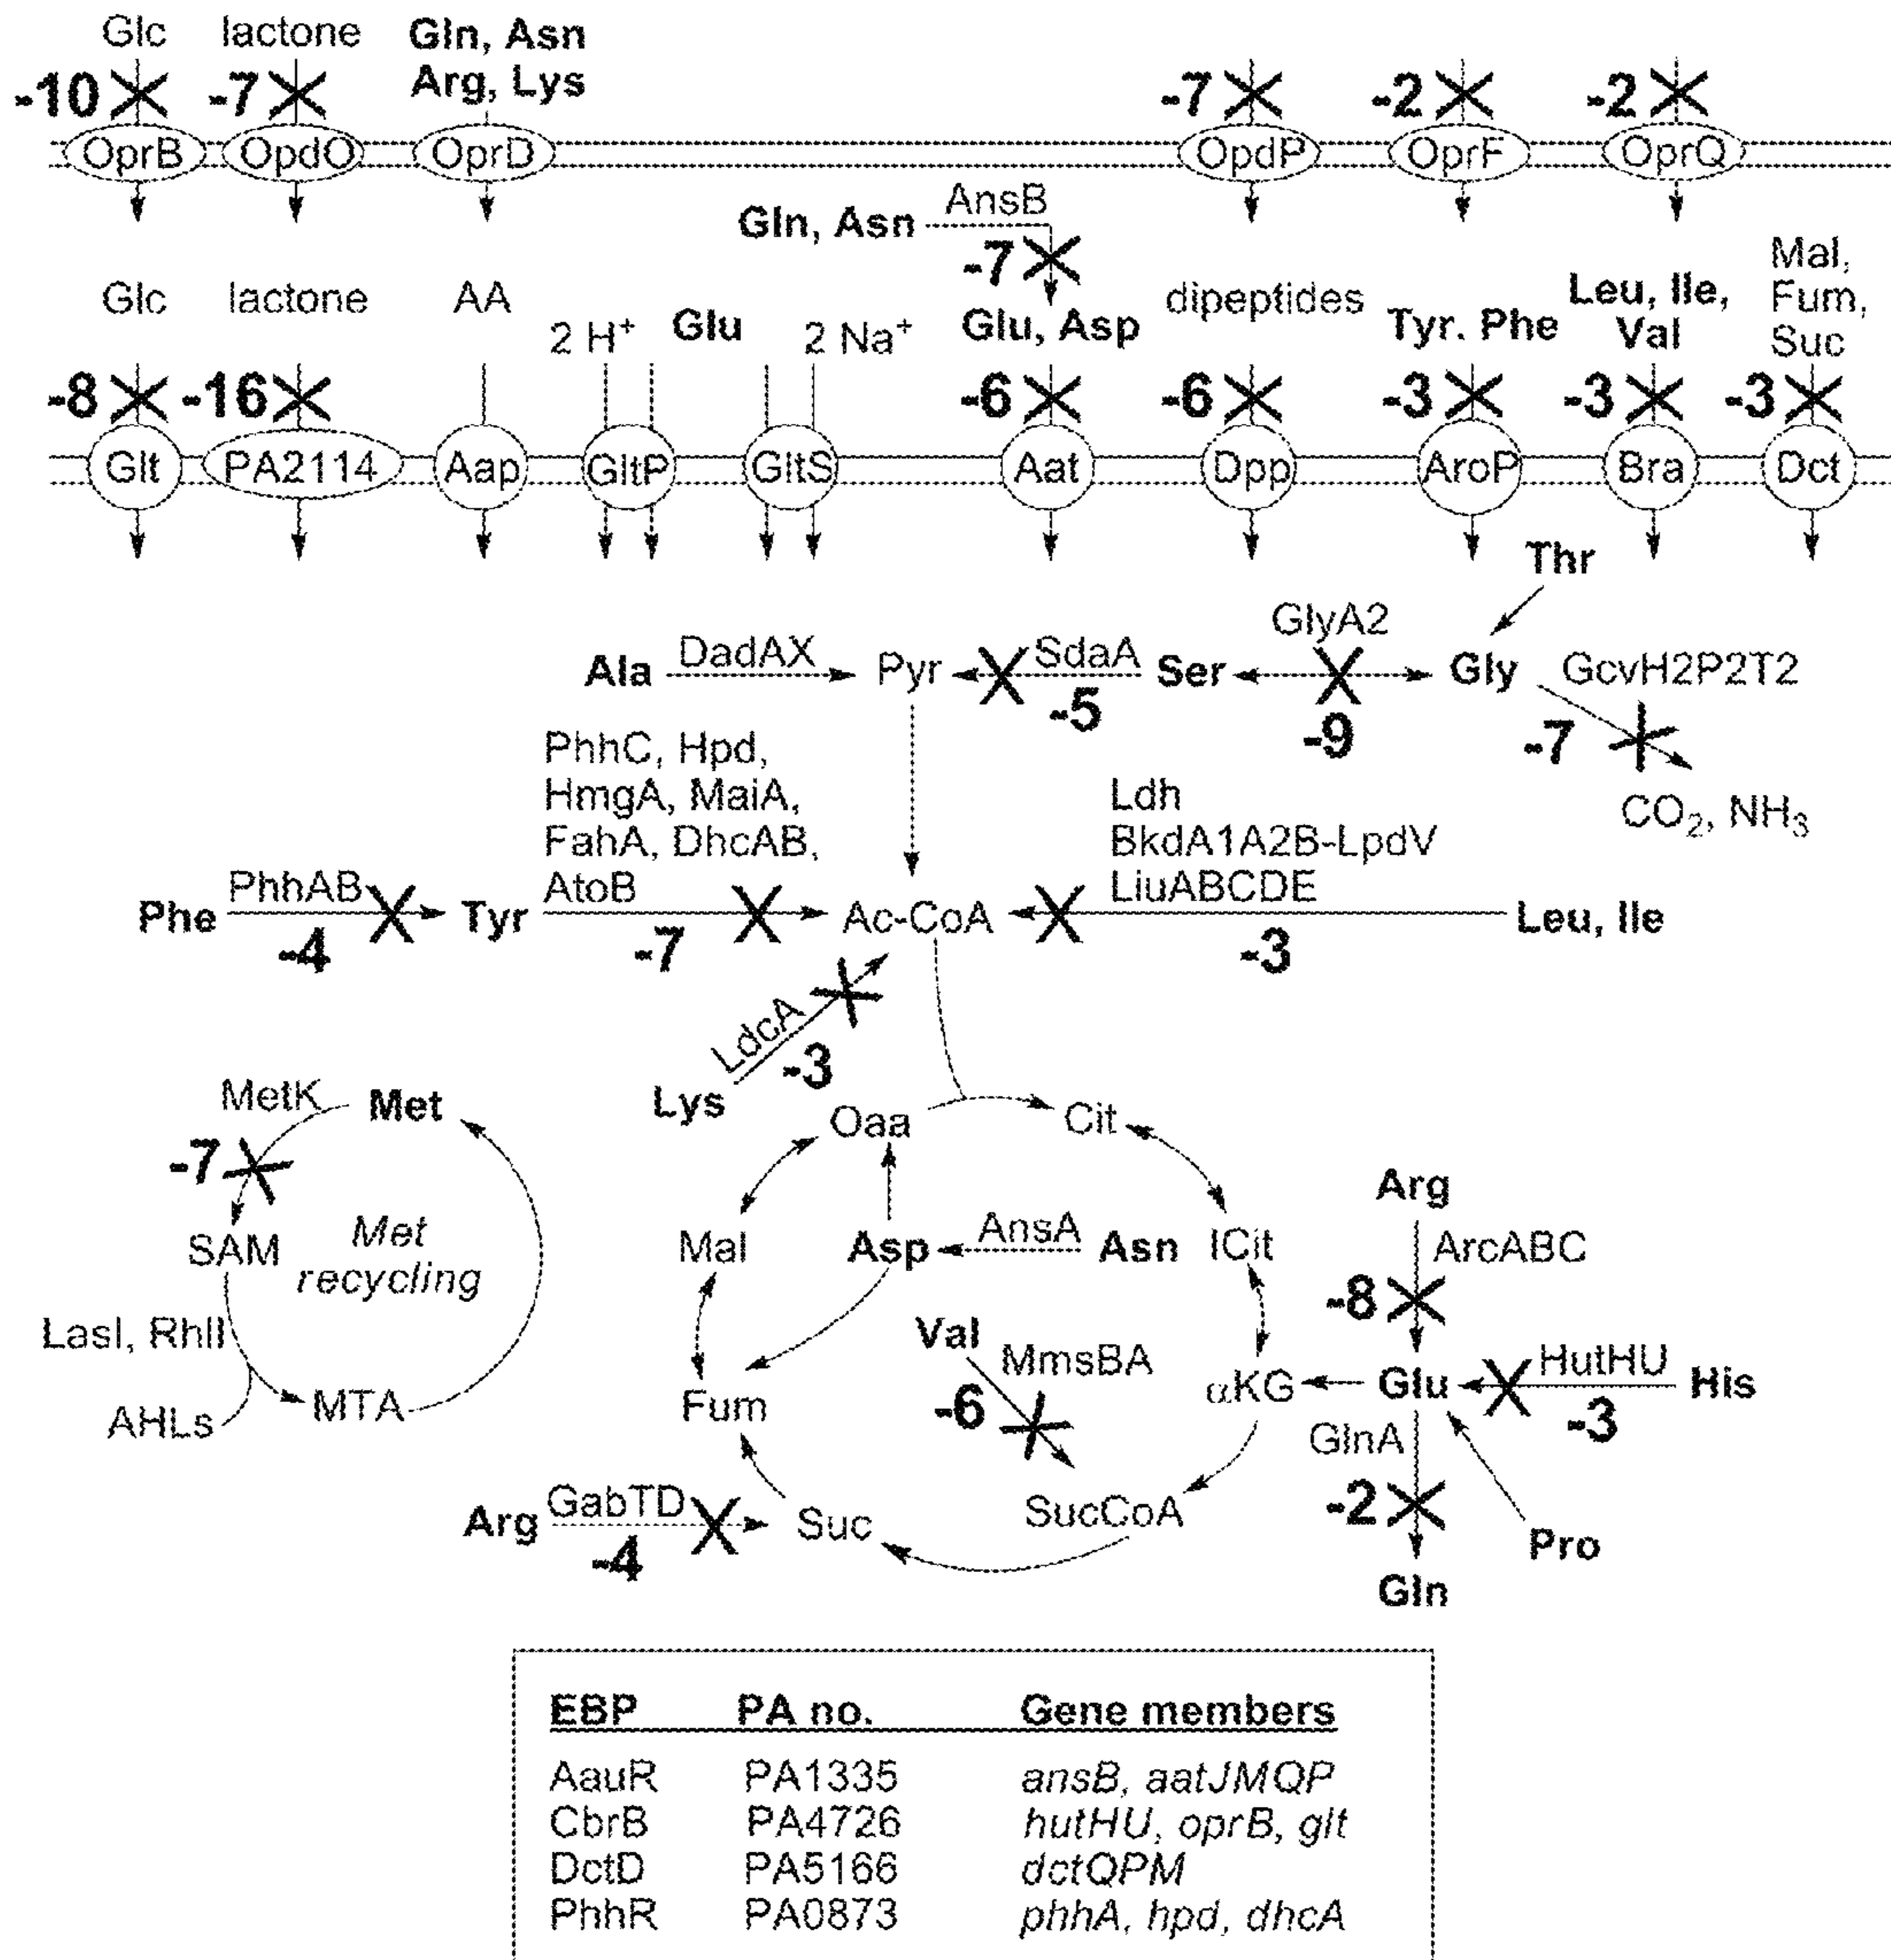 Glc lactone Gln, Asn
Arg, Lys
-10 -7 -7 -2 -2
OprB OpdO OprD OpdP OprF OprQ
Gln, Asn AnsB
-7
Glc lactone AA 2 H⁺ Glu 2 Na⁺ Glu, Asp dipeptides Tyr. Phe Leu, Ile, Val Mal, Fum, Suc
-8 -16 -6 -6 -3 -3 -3
Glt PA2114 Aap GltP GltS Aat Dpp AroP Bra Dct
Thr
Ala DadAX Pyr SdaA Ser GlyA2 Gly GcvH2P2T2
-5 -9 -7
CO₂, NH₃
PhhC, Hpd,
HmgA, MaiA,
FahA, DhcAB,
AtoB
Ldh
BkdA1A2B-LpdV
LiuABCDE
Phe PhhAB Tyr Ac-CoA Leu, Ile
-4 -7 -3
LdcA
-3
Lys
MetK Met
-7
SAM
Met
recycling
LasI, RhlI
AHLs MTA
Oaa Cit
Mal Asp AnsA Asn ICit
Arg
ArcABC
-8
Val MmsBA
-6
Fum αKG Glu HutHU His
-3
GlnA
-2
Arg GabTD Suc SucCoA
-4
Pro
Gln
EBP PA no. Gene members
AauR PA1335 ansB, aatJMQP
CbrB PA4726 hutHU, oprB, glt
DctD PA5166 dctQPM
PhhR PA0873 phhA, hpd, dhcA